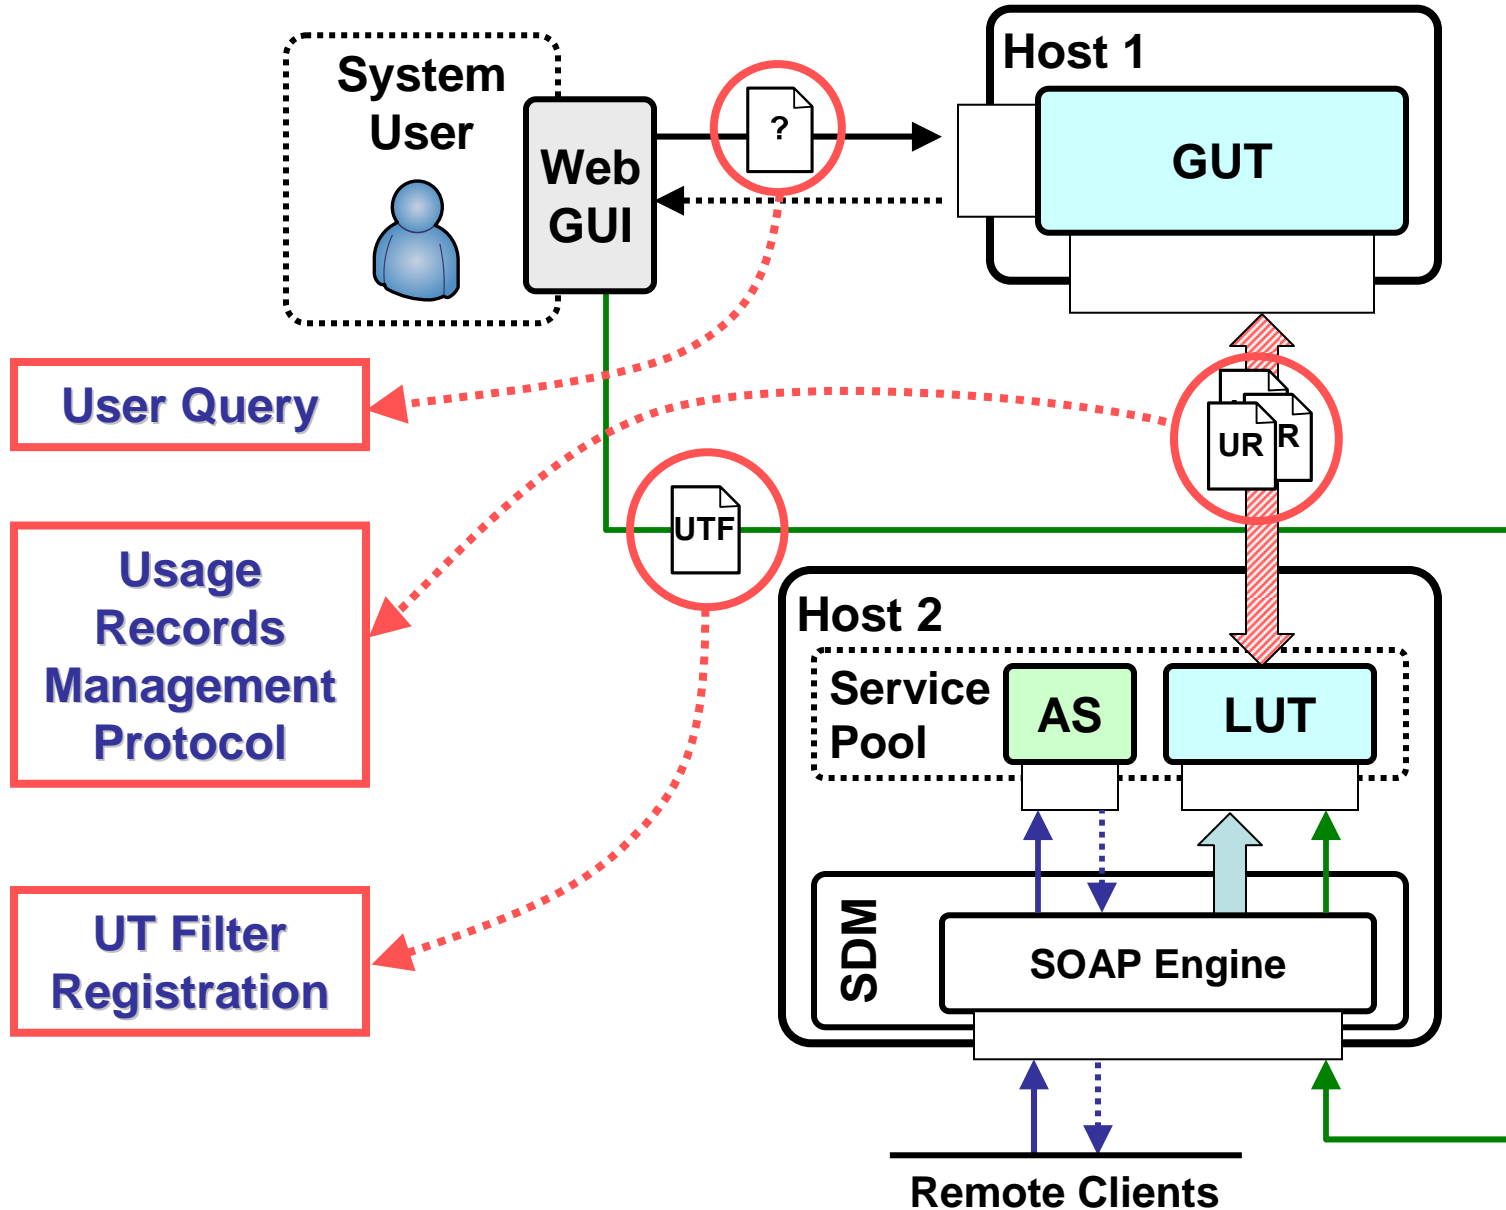 System
User
Web
GUI
?
Host 1
GUT
User Query
UR
R
UTF
Usage
Records
Management
Protocol
Host 2
Service
Pool
AS
LUT
UT Filter
Registration
SDM
SOAP Engine
Remote Clients